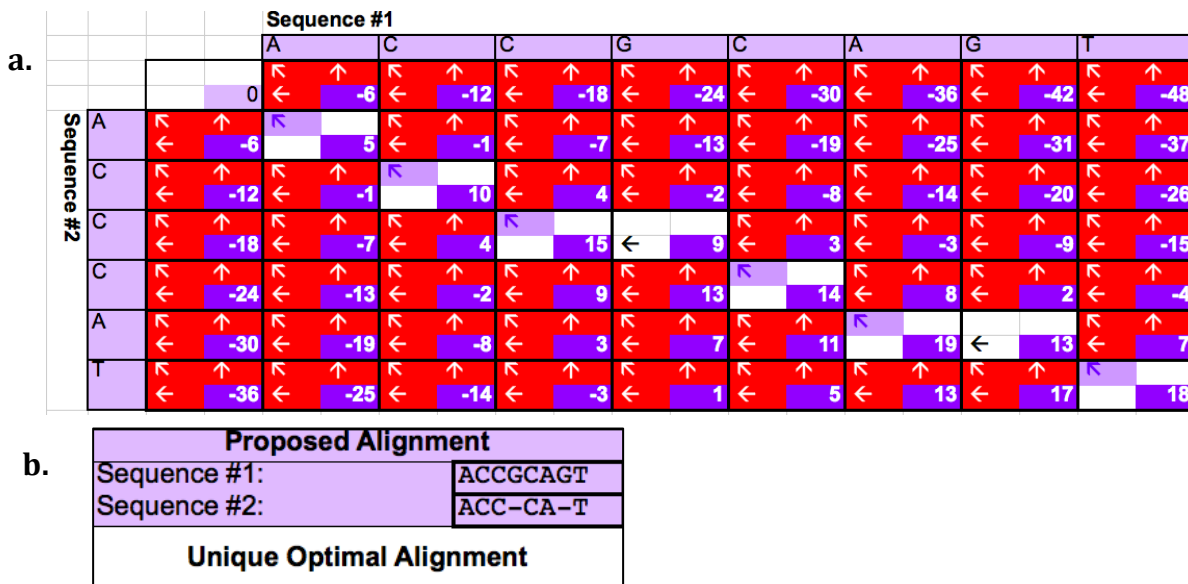 Sequence #1
a.
A C C G C A G T
0 -6 -12 -18 -24 -30 -36 -42 -48
Sequence #2
A -6 5 -1 -7 -13 -19 -25 -31 -37
C -12 -1 10 4 -2 -8 -14 -20 -26
C -18 -7 4 15 9 3 -3 -9 -15
C -24 -13 -2 9 13 14 8 2 -4
A -30 -19 -8 3 7 11 19 13 7
T -36 -25 -14 -3 1 5 13 17 18
b.
Proposed Alignment
Sequence #1: ACCGCAGT
Sequence #2: ACC-CA-T
Unique Optimal Alignment